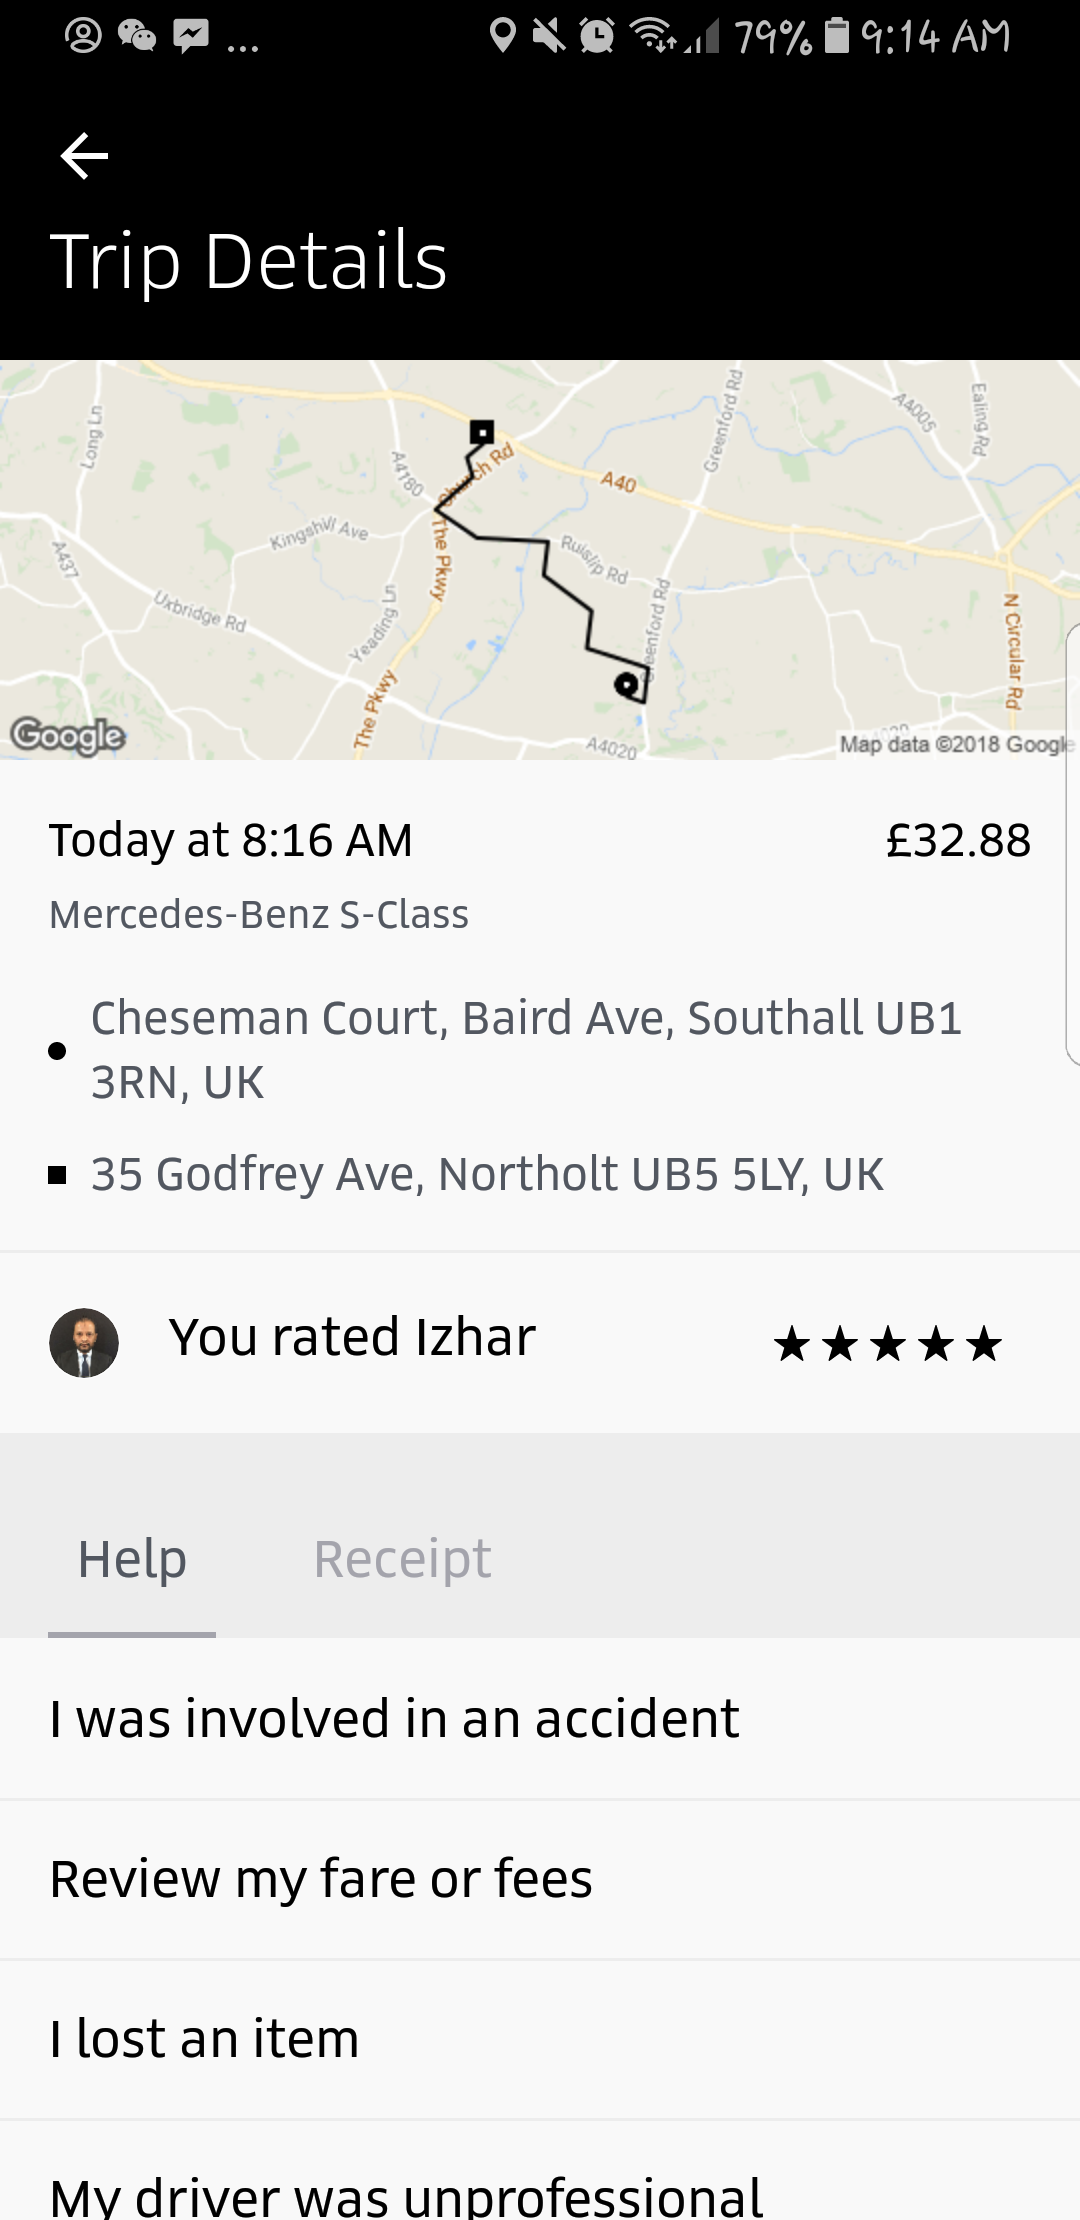 ... 79% 9:14 AM
Trip Details
Long Ln
A4180
Church Rd
A40
Greenford Rd
A4005
Ealing Rd
A437
Kingshill Ave
The Pkwy
Ruislip Rd
Uxbridge Rd
Yeading Ln
Greenford Rd
N Circular Rd
The Pkwy
A4020
A4020
Google
Map data ©2018 Google
Today at 8:16 AM £32.88
Mercedes-Benz S-Class
Cheseman Court, Baird Ave, Southall UB1
3RN, UK
35 Godfrey Ave, Northolt UB5 5LY, UK
You rated Izhar ★★★★★
Help Receipt
I was involved in an accident
Review my fare or fees
I lost an item
My driver was unprofessional